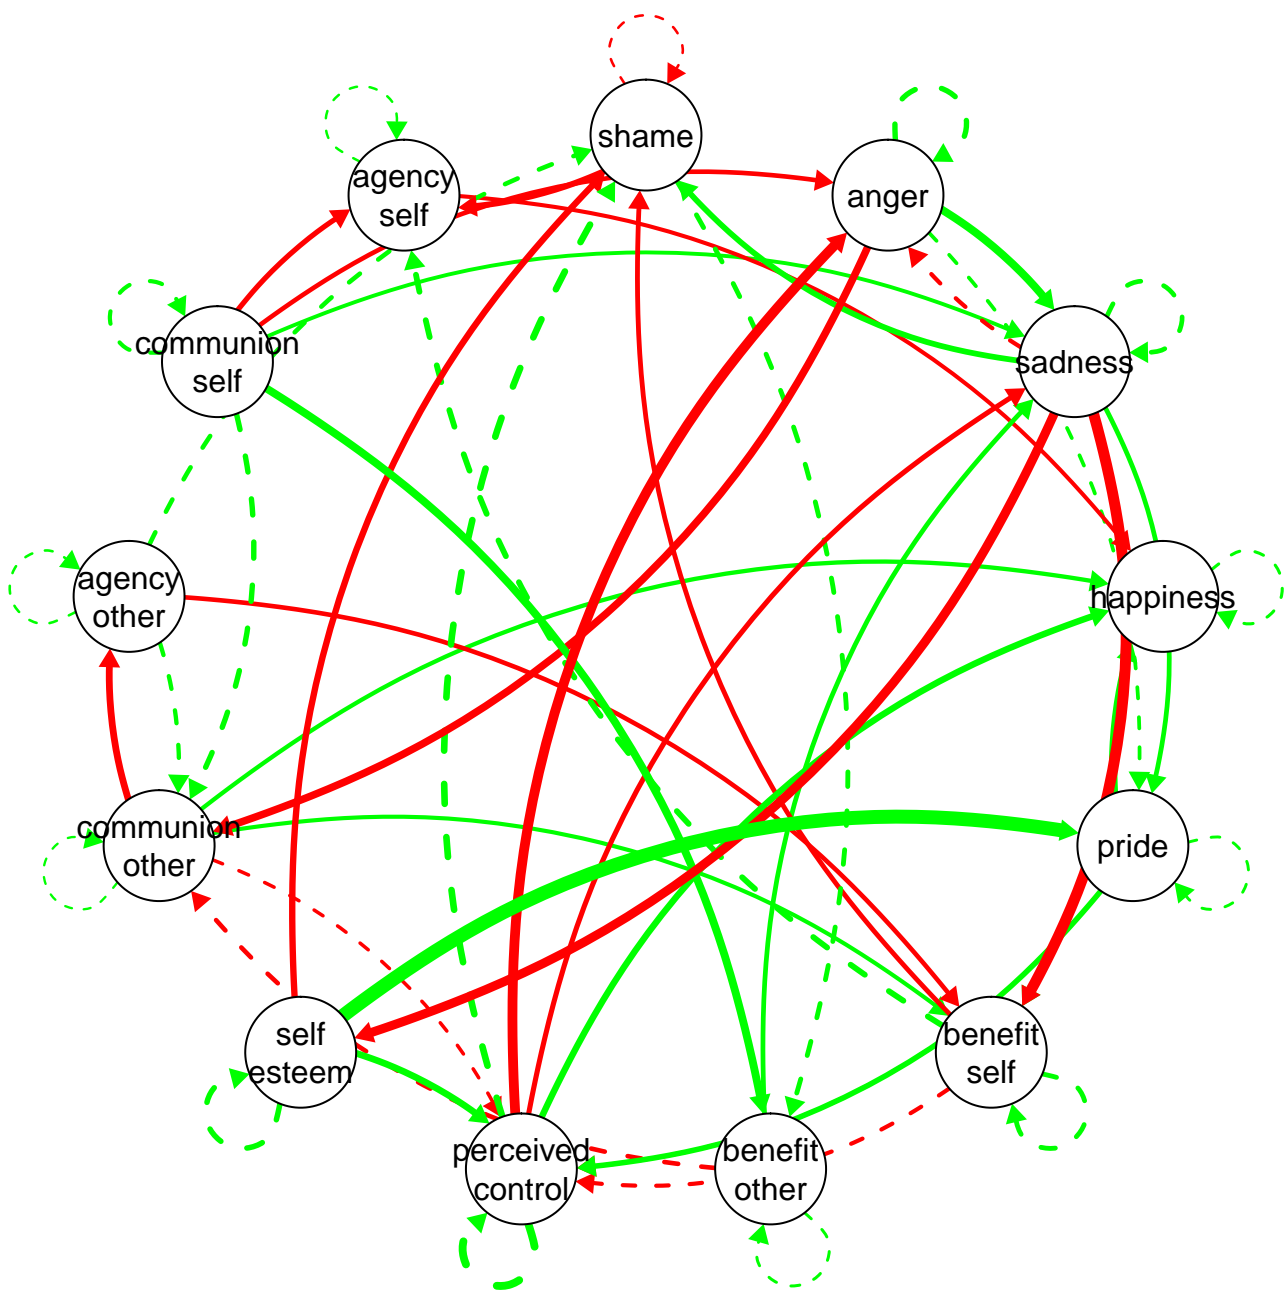 shame
agency
self
anger
communion
self
sadness
agency
other
happiness
communion
other
pride
self
esteem
benefit
self
perceived
control
benefit
other